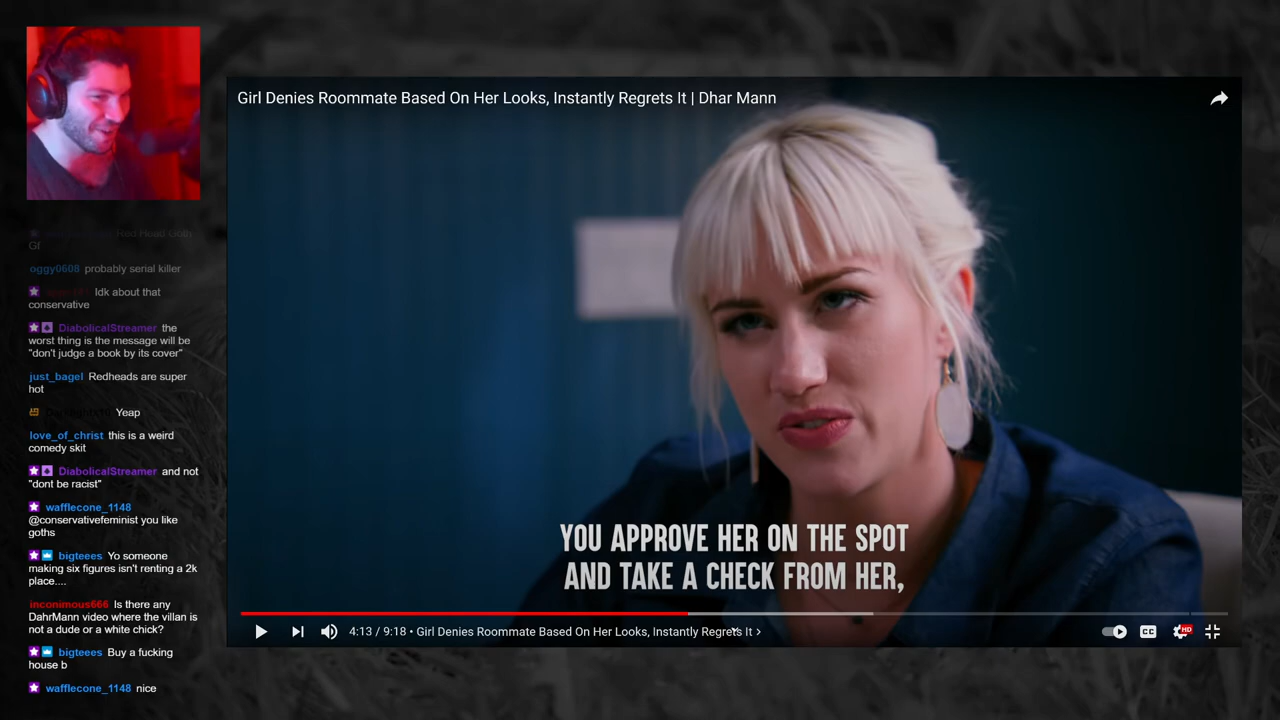 Girl Denies Roommate Based On Her Looks, Instantly Regrets It | Dhar Mann
Red Head Goth
Gf
oggy0608 probably serial killer
Idk about that
conservative
DiabolicalStreamer the
worst thing is the message will be
"don't judge a book by its cover"
just_bagel Redheads are super
hot
Yeap
love_of_christ this is a weird
comedy skit
DiabolicalStreamer and not
"dont be racist"
wafflecone_1148
@conservativefeminist you like
goths
bigteees Yo someone
making six figures isn't renting a 2k
place....
inconimous666 Is there any
DahrMann video where the villan is
not a dude or a white chick?
bigteees Buy a fucking
house b
wafflecone_1148 nice
YOU APPROVE HER ON THE SPOT
AND TAKE A CHECK FROM HER,
4:13 / 9:18 • Girl Denies Roommate Based On Her Looks, Instantly Regrets It >
CC
HD